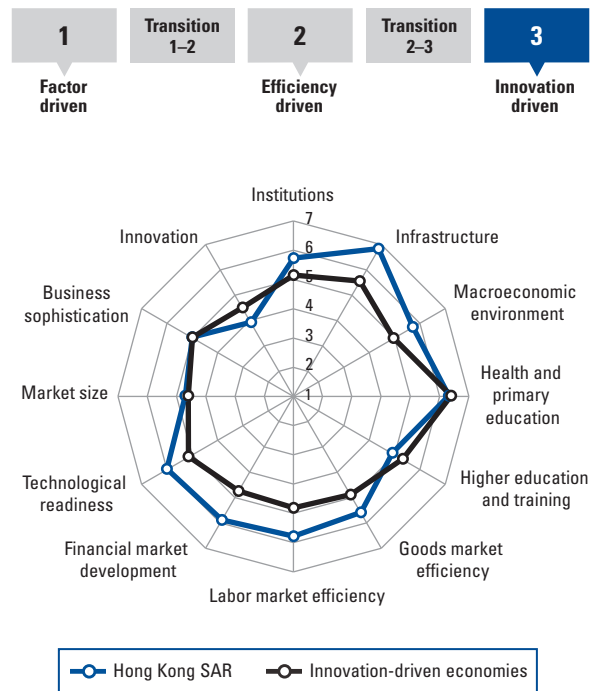 1
Transition
1–2
2
Transition
2–3
3
Factor
driven
Efficiency
driven
Innovation
driven
Institutions
7
Innovation
Infrastructure
6
5
Business
sophistication
Macroeconomic
environment
4
3
2
Market size
1
Health and
primary
education
Technological
readiness
Higher education
and training
Financial market
development
Goods market
efficiency
Labor market efficiency
Hong Kong SAR
Innovation-driven economies